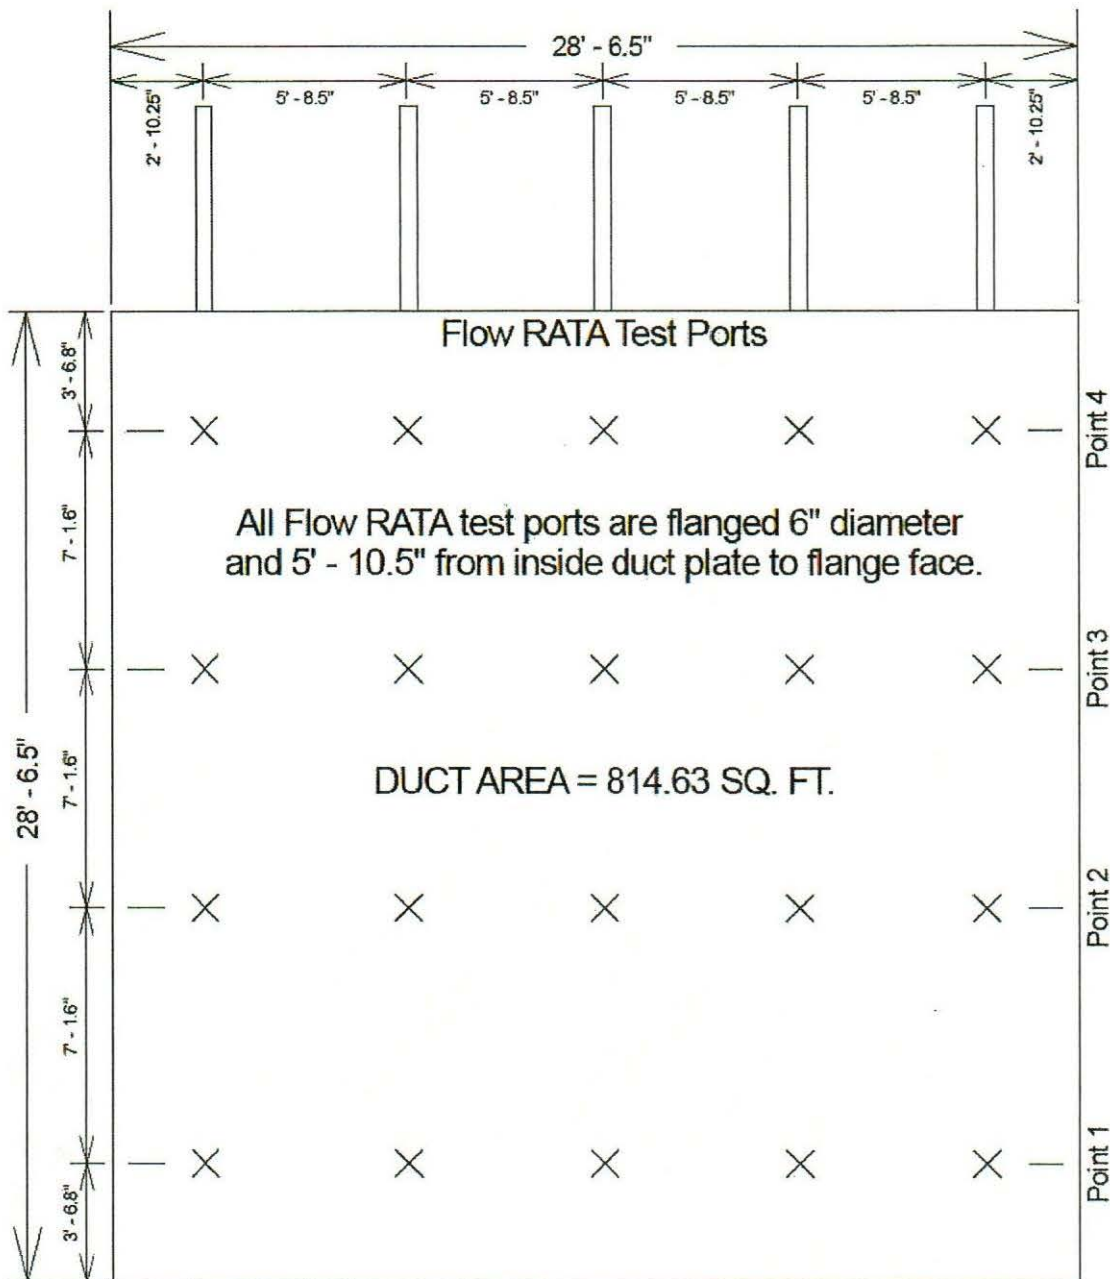 28' - 6.5"
5' - 8.5"
5' - 8.5"
5' - 8.5"
5' - 8.5"
2' - 10.25"
2' - 10.25"
Flow RATA Test Ports
3' - 6.8"
Point 4
All Flow RATA test ports are flanged 6" diameter
and 5' - 10.5" from inside duct plate to flange face.
7' - 1.6"
Point 3
28' - 6.5"
7' - 1.6"
DUCT AREA = 814.63 SQ. FT.
Point 2
7' - 1.6"
Point 1
3' - 6.8"